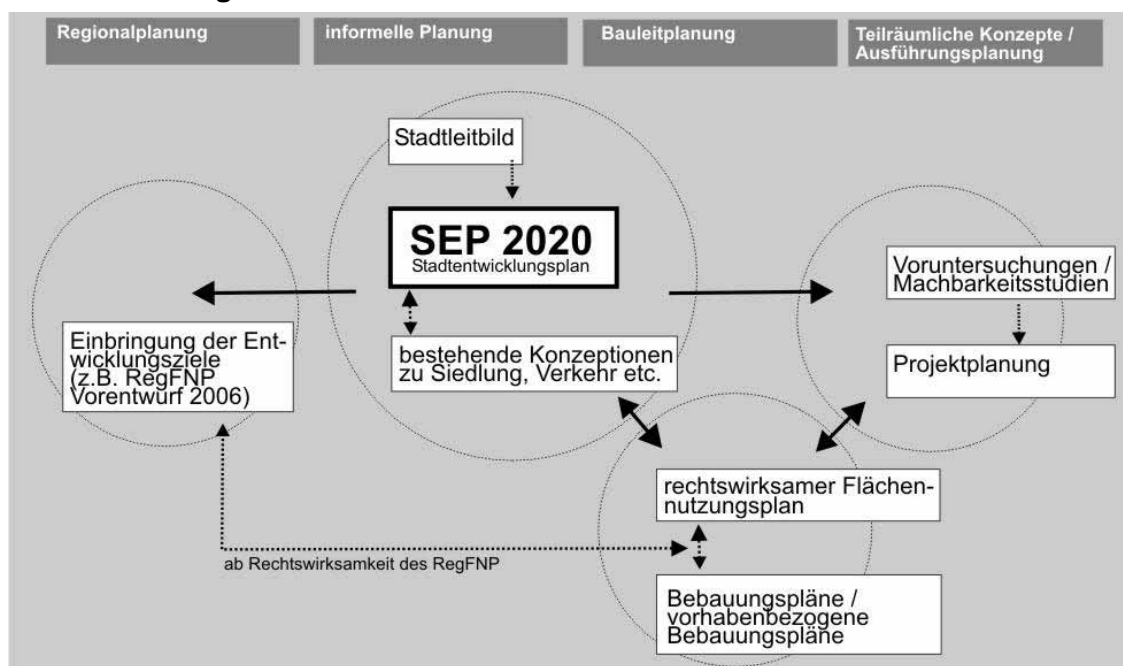 Regionalplanung
informelle Planung
Bauleitplanung
Teilräumliche Konzepte /
Ausführungsplanung
Stadtleitbild
SEP 2020
Stadtentwicklungsplan
bestehende Konzeptionen
zu Siedlung, Verkehr etc.
Einbringung der Ent-
wicklungsziele
(z.B. RegFNP
Vorentwurf 2006)
Voruntersuchungen /
Machbarkeitsstudien
Projektplanung
rechtswirksamer Flächen-
nutzungsplan
ab Rechtswirksamkeit des RegFNP
Bebauungspläne /
vorhabenbezogene
Bebauungspläne